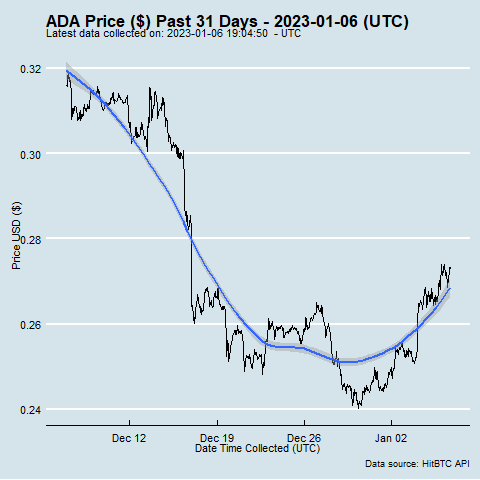 ADA Price ($) Past 31 Days - 2023-01-06 (UTC)
Latest data collected on: 2023-01-06 19:04:50 - UTC
0.32
0.30
0.28
0.26
0.24
Price USD ($)
Dec 12 Dec 19 Dec 26 Jan 02
Date Time Collected (UTC)
Data source: HitBTC API